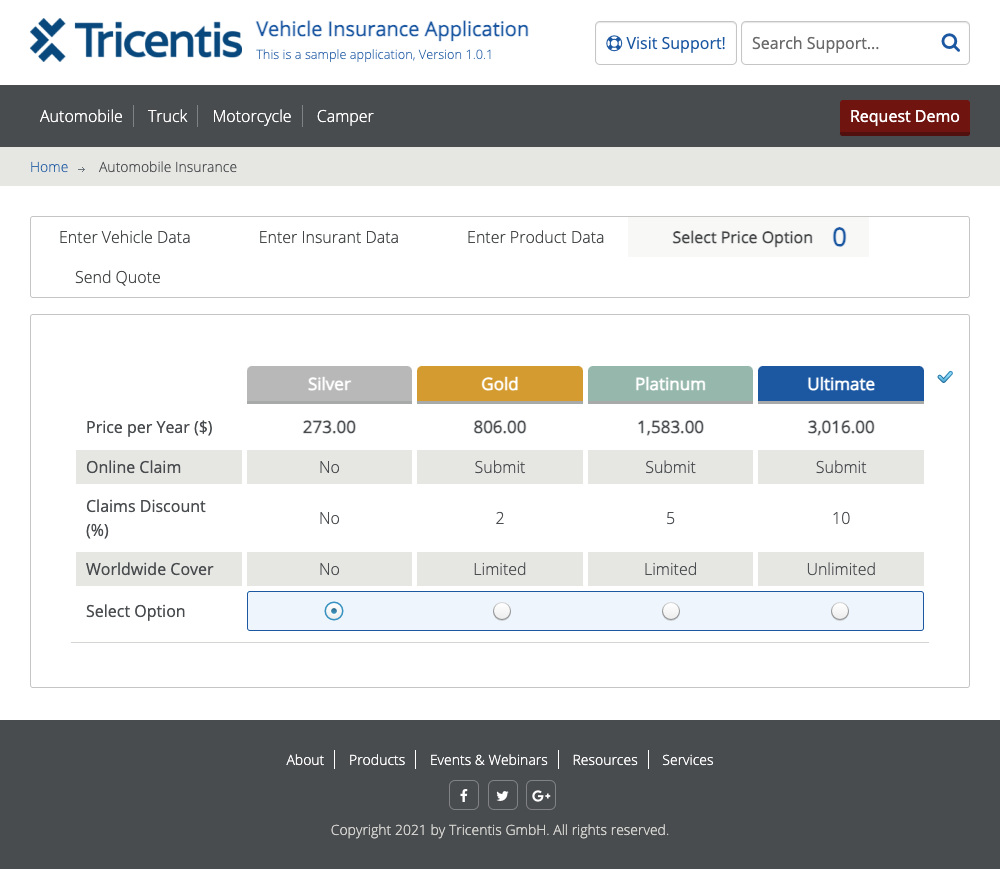 Tricentis
Vehicle Insurance Application
This is a sample application, Version 1.0.1
Visit Support!
Search Support...
Automobile
Truck
Motorcycle
Camper
Request Demo
Home → Automobile Insurance
Enter Vehicle Data
Enter Insurant Data
Enter Product Data
Select Price Option 0
Send Quote
Silver Gold Platinum Ultimate
Price per Year ($) 273.00 806.00 1,583.00 3,016.00
Online Claim No Submit Submit Submit
Claims Discount
(%) No 2 5 10
Worldwide Cover No Limited Limited Unlimited
Select Option
About Products Events & Webinars Resources Services
f G+
Copyright 2021 by Tricentis GmbH. All rights reserved.